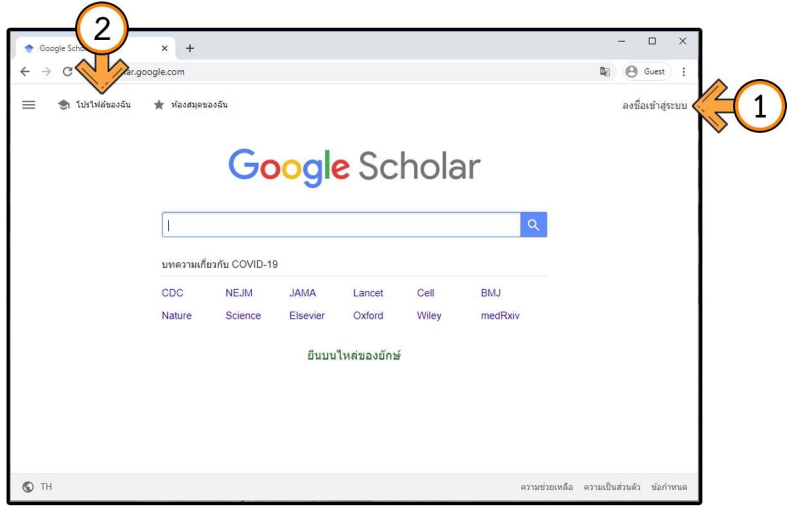 2
Google Scho
ar.google.com
Guest
โปรไฟล์ของฉัน
ห้องสมุดของฉัน
ลงชื่อเข้าสู่ระบบ
1
Google Scholar
บทความเกี่ยวกับ COVID-19
CDC NEJM JAMA Lancet Cell BMJ
Nature Science Elsevier Oxford Wiley medRxiv
ยืนบนไหล่ของยักษ์
TH
ความช่วยเหลือ ความเป็นส่วนตัว ข้อกำหนด